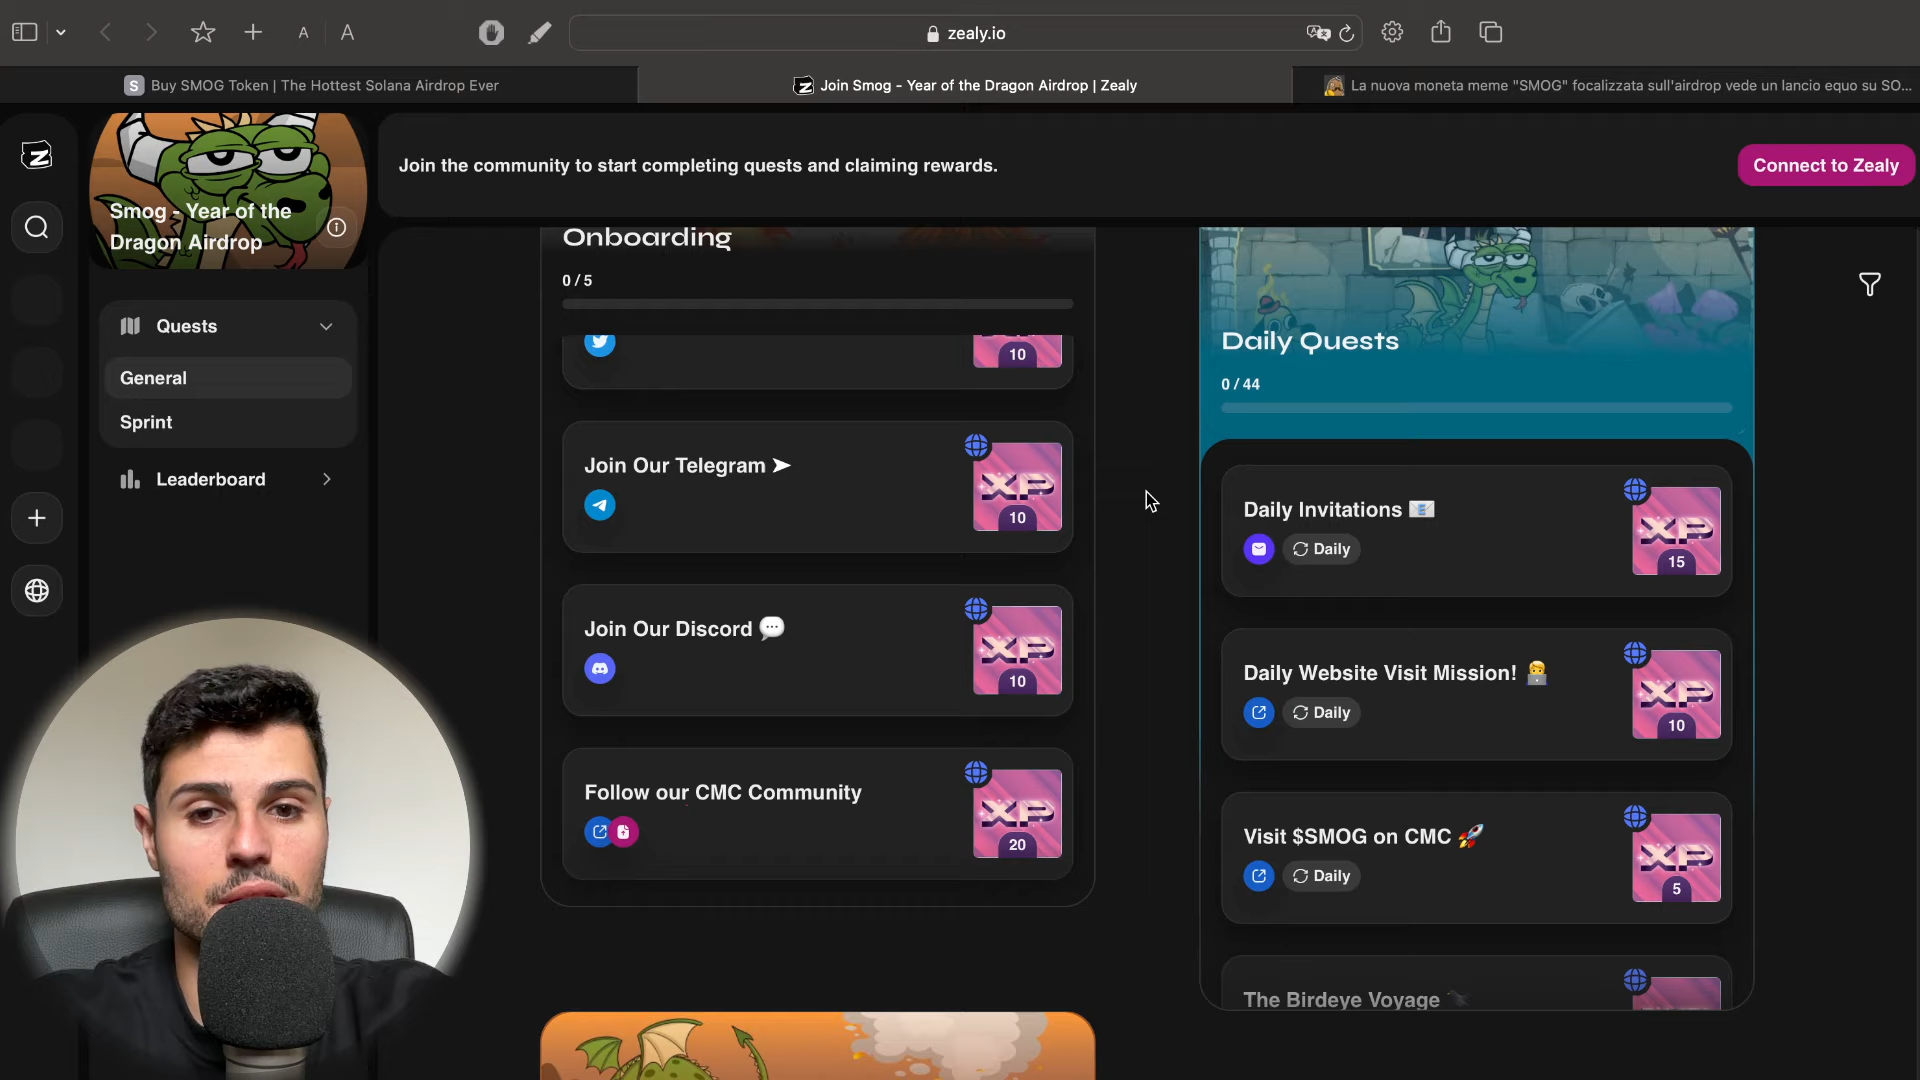 A A
zealy.io
S Buy SMOG Token | The Hottest Solana Airdrop Ever
Join Smog - Year of the Dragon Airdrop | Zealy
La nuova moneta meme "SMOG" focalizzata sull'airdrop vede un lancio equo su SO...
Smog - Year of the
Dragon Airdrop
Join the community to start completing quests and claiming rewards.
Connect to Zealy
Quests
General
Sprint
Leaderboard
Onboarding
0 / 5
10
Join Our Telegram ➤
XP
10
Join Our Discord 💬
XP
10
Follow our CMC Community
XP
20
Daily Quests
0 / 44
Daily Invitations 📧
Daily
XP
15
Daily Website Visit Mission! 🧑‍💻
Daily
XP
10
Visit $SMOG on CMC 🚀
Daily
XP
5
The Birdeye Voyage